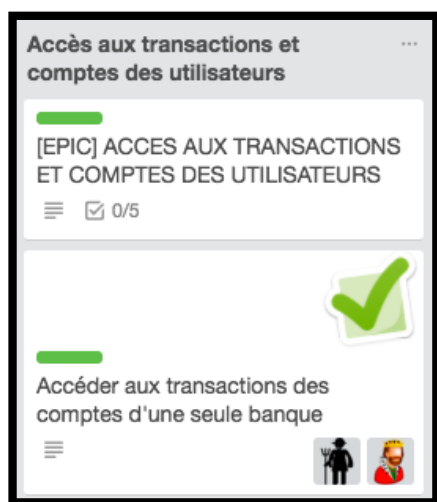 Accès aux transactions et
comptes des utilisateurs
[EPIC] ACCES AUX TRANSACTIONS
ET COMPTES DES UTILISATEURS
0/5
Accéder aux transactions des
comptes d'une seule banque